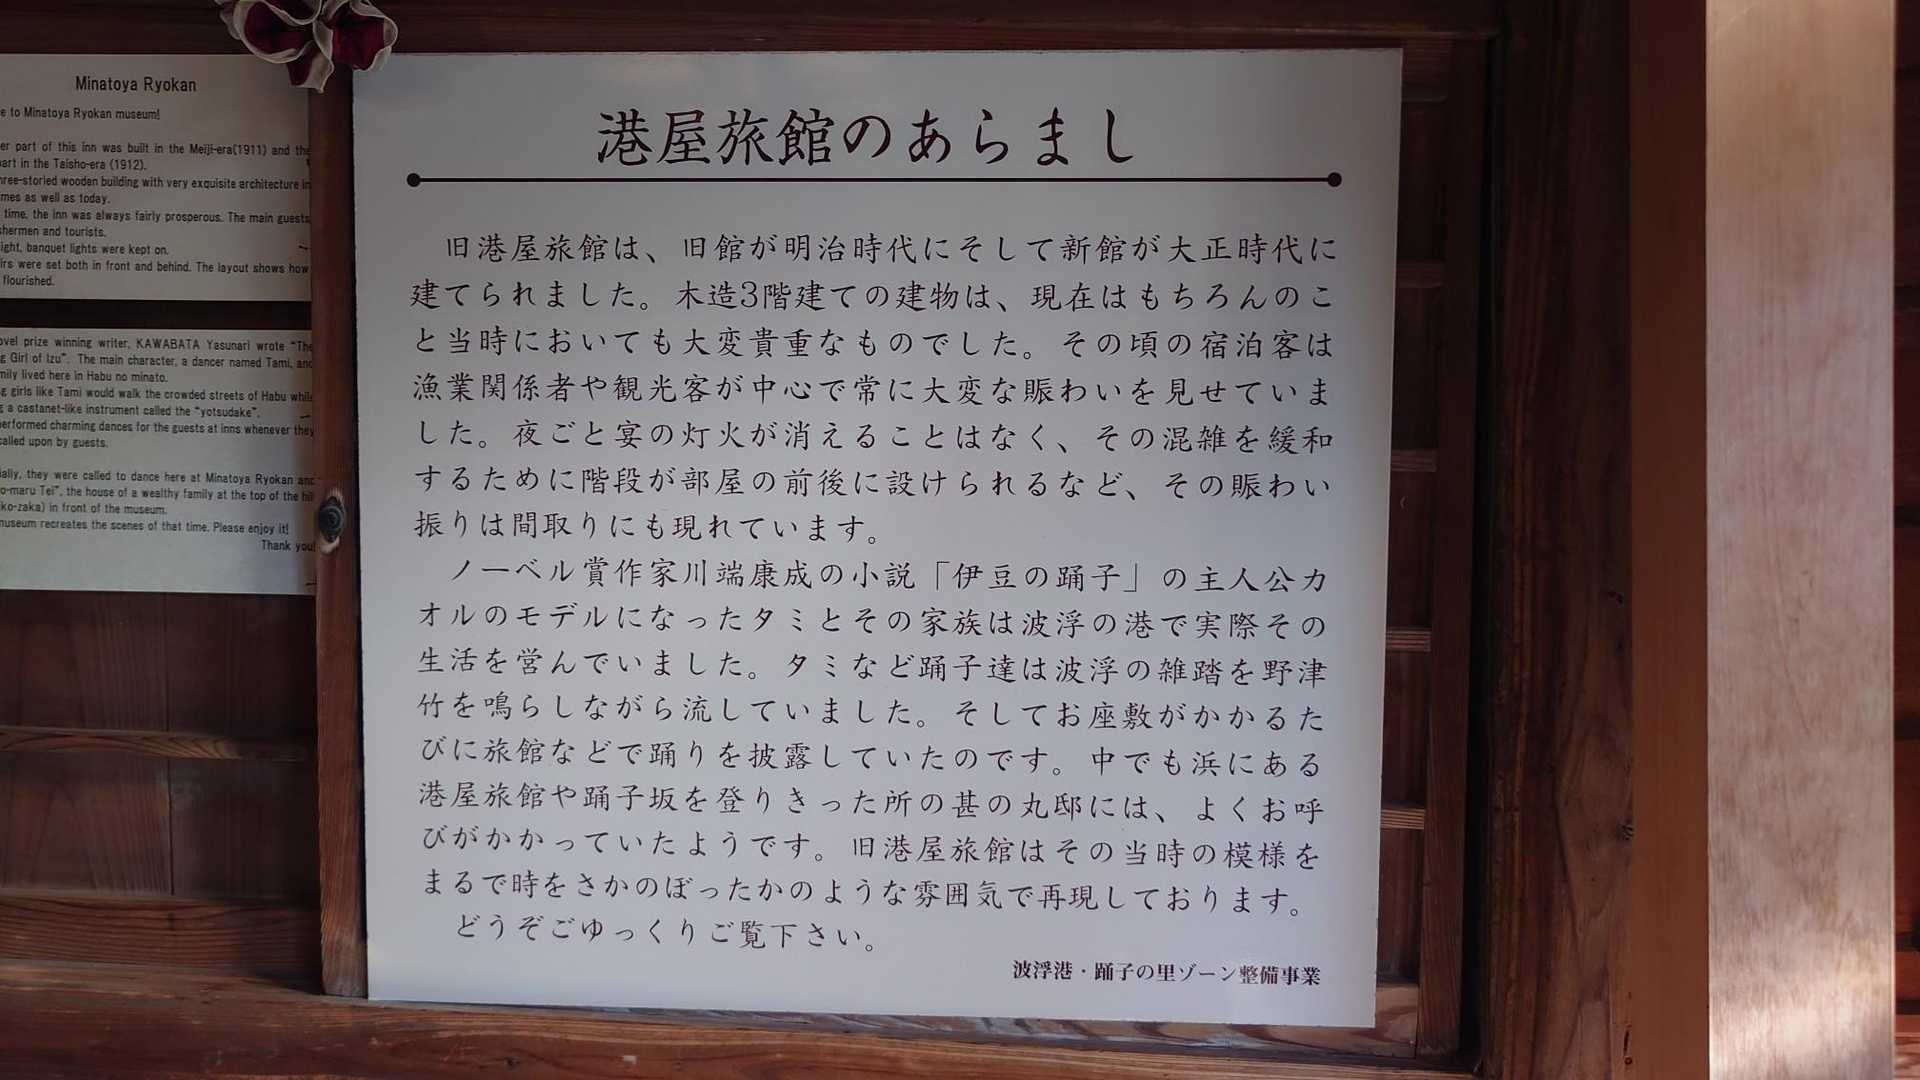 Minatoya Ryokan
e to Minatoya Ryokan museum!
er part of this inn was built in the Meiji-era(1911) and the
part in the Taisho-era (1912).
hree-storied wooden building with very exquisite architecture in
mes as well as today.
time, the inn was always fairly prosperous. The main guests
shermen and tourists.
ight, banquet lights were kept on.
irs were set both in front and behind. The layout shows how
flourished.
ovel prize winning writer, KAWABATA Yasunari wrote “The
g Girl of Izu”. The main character, a dancer named Tami, and
mily lived here in Habu no minato.
g girls like Tami would walk the crowded streets of Habu while
g a castanet-like instrument called the “yotsudake”.
performed charming dances for the guests at inns whenever they
called upon by guests.
ially, they were called to dance here at Minatoya Ryokan and
o-maru Tei”, the house of a wealthy family at the top of the hill
ko-zaka) in front of the museum.
museum recreates the scenes of that time. Please enjoy it!
Thank you!
港屋旅館のあらまし
旧港屋旅館は、旧館が明治時代にそして新館が大正時代に
建てられました。木造3階建ての建物は、現在はもちろんのこ
と当時においても大変貴重なものでした。その頃の宿泊客は
漁業関係者や観光客が中心で常に大変な賑わいを見せていま
した。夜ごと宴の灯火が消えることはなく、その混雑を緩和
するために階段が部屋の前後に設けられるなど、その賑わい
振りは間取りにも現れています。
ノーベル賞作家川端康成の小説「伊豆の踊子」の主人公カ
オルのモデルになったタミとその家族は波浮の港で実際その
生活を営んでいました。タミなど踊子達は波浮の雑踏を野津
竹を鳴らしながら流していました。そしてお座敷がかかるた
びに旅館などで踊りを披露していたのです。中でも浜にある
港屋旅館や踊子坂を登りきった所の甚の丸邸には、よくお呼
びがかかっていたようです。旧港屋旅館はその当時の模様を
まるで時をさかのぼったかのような雰囲気で再現しております。
どうぞごゆっくりご覧下さい。
波浮港・踊子の里ゾーン整備事業